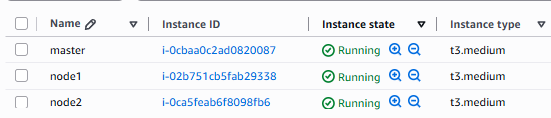 Name Instance ID Instance state Instance type
master i-0cbaa0c2ad0820087 Running t3.medium
node1 i-02b751cb5fab29338 Running t3.medium
node2 i-0ca5feab6f8098fb6 Running t3.medium